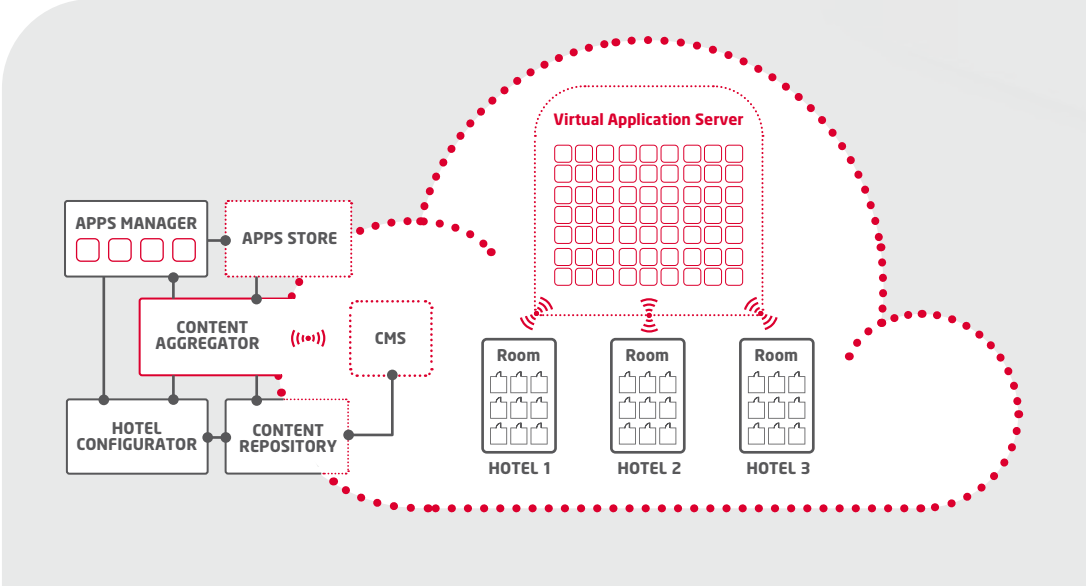 Virtual Application Server
APPS MANAGER
APPS STORE
CONTENT
AGGREGATOR
CMS
HOTEL
CONFIGURATOR
CONTENT
REPOSITORY
Room
HOTEL 1
Room
HOTEL 2
Room
HOTEL 3